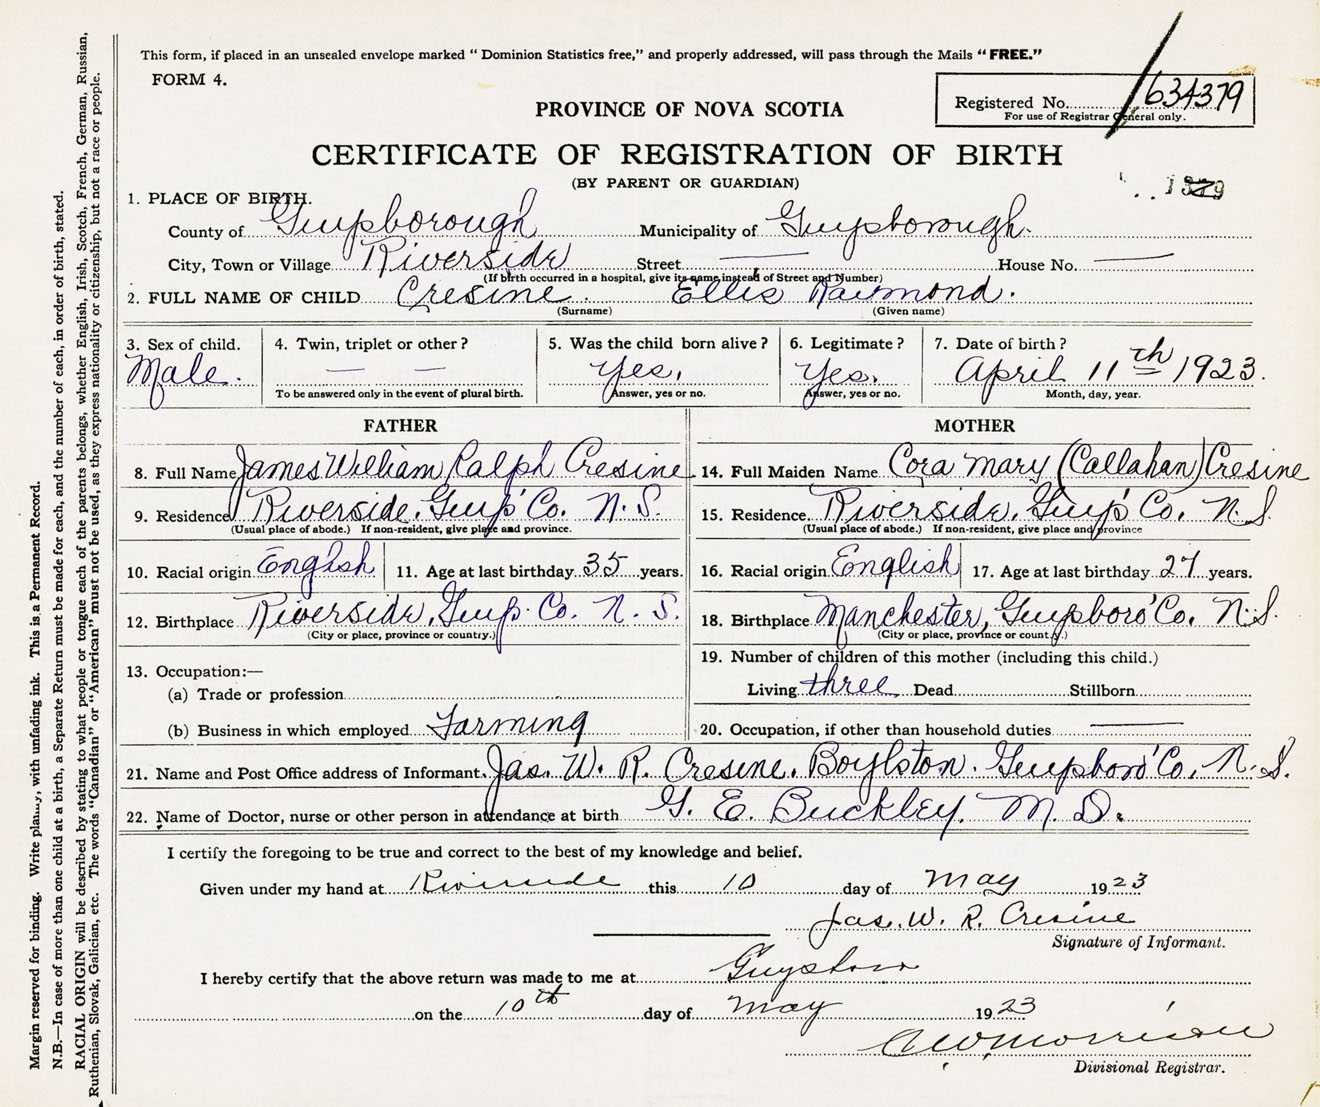 This form, if placed in an unsealed envelope marked "Dominion Statistics free," and properly addressed, will pass through the Mails "FREE."
FORM 4.
Registered No. 634379
For use of Registrar General only.
PROVINCE OF NOVA SCOTIA
CERTIFICATE OF REGISTRATION OF BIRTH
(BY PARENT OR GUARDIAN)
1. PLACE OF BIRTH.
County of Guysborough Municipality of Guysborough.
City, Town or Village Riverside Street — House No. —
(If birth occurred in a hospital, give its name instead of Street and Number)
2. FULL NAME OF CHILD Cresine. Ellis Raymond.
(Surname) (Given name)
3. Sex of child. 4. Twin, triplet or other? 5. Was the child born alive? 6. Legitimate? 7. Date of birth?
Male. — — Yes. Yes. April 11th 1923.
To be answered only in the event of plural birth. Answer, yes or no. Answer, yes or no. Month, day, year.
FATHER
8. Full Name James William Ralph Cresine
9. Residence Riverside, Guys' Co. N.S.
(Usual place of abode.) If non-resident, give place and province.
10. Racial origin English 11. Age at last birthday 35 years.
12. Birthplace Riverside, Guys. Co. N.S.
(City or place, province or country.)
13. Occupation:—
(a) Trade or profession
(b) Business in which employed Farming
MOTHER
14. Full Maiden Name Cora Mary (Callahan) Cresine
15. Residence Riverside, Guys' Co. N.S.
(Usual place of abode.) If non-resident, give place and province
16. Racial origin English 17. Age at last birthday 27 years.
18. Birthplace Manchester, Guysboro' Co. N.S.
(City or place, province or country.)
19. Number of children of this mother (including this child.)
Living three Dead Stillborn
20. Occupation, if other than household duties —
21. Name and Post Office address of Informant. Jas. W. R. Cresine. Boylston. Guysboro' Co. N.S.
22. Name of Doctor, nurse or other person in attendance at birth G. E. Buckley. M.D.
I certify the foregoing to be true and correct to the best of my knowledge and belief.
Given under my hand at Riverside this 10 day of May 1923
Jas. W. R. Cresine
Signature of Informant.
I hereby certify that the above return was made to me at Guysboro
on the 10th day of May 1923
A W Morrison
Divisional Registrar.
Margin reserved for binding. Write plainly, with unfading ink. This is a Permanent Record.
N.B.—In case of more than one child at a birth, a Separate Return must be made for each, and the number of each, in order of birth, stated.
RACIAL ORIGIN will be described by stating to what people or tongue each of the parents belongs, whether English, Irish, Scotch, French, German, Russian,
Ruthenian, Slovak, Galician, etc. The words "Canadian" or "American" must not be used, as they express nationality or citizenship, but not a race or people.